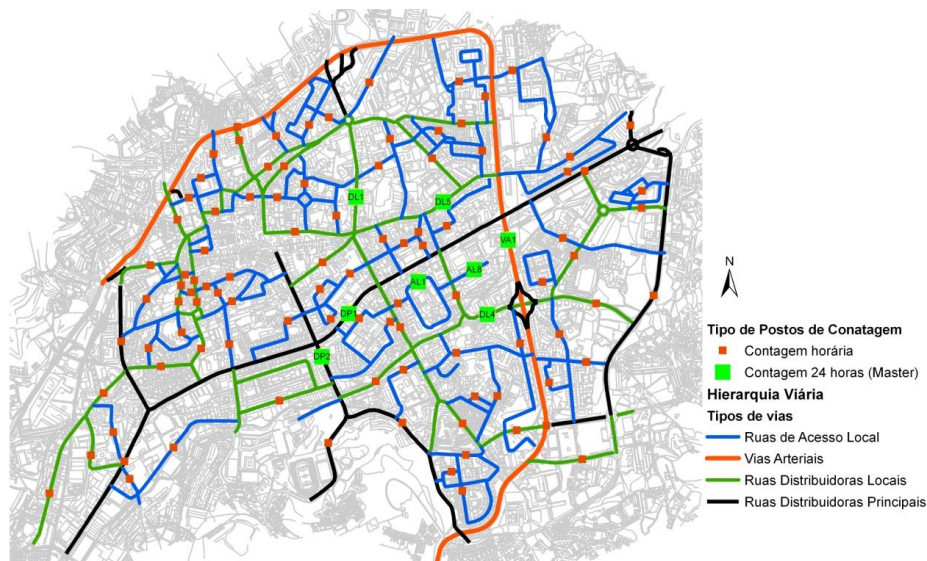 DL1
DL5
VA1
AL8
AL1
DP1
DL4
DP2
N
Tipo de Postos de Conatagem
Contagem horária
Contagem 24 horas (Master)
Hierarquia Viária
Tipos de vias
Ruas de Acesso Local
Vias Arteriais
Ruas Distribuidoras Locais
Ruas Distribuidoras Principais